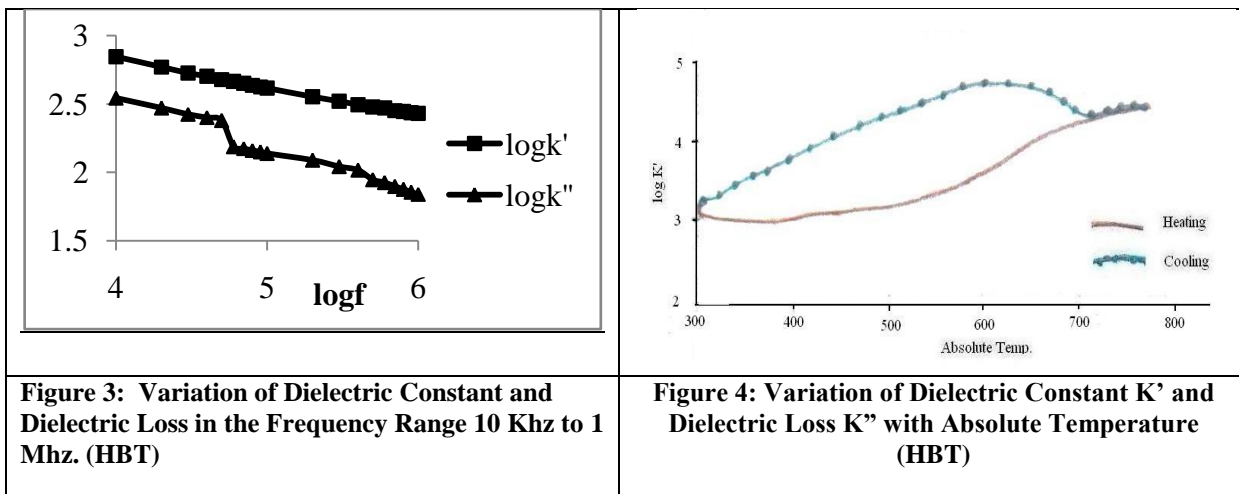 3
2.5
2
1.5
4
5
6
logf
logk'
logk"
Figure 3: Variation of Dielectric Constant and
Dielectric Loss in the Frequency Range 10 Khz to 1
Mhz. (HBT)
5
4
3
2
log K'
300
400
500
600
700
800
Absolute Temp.
Heating
Cooling
Figure 4: Variation of Dielectric Constant K’ and
Dielectric Loss K” with Absolute Temperature
(HBT)